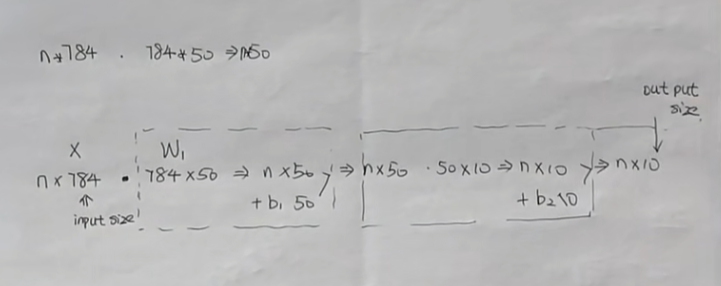 n*784 . 784*50 ⇒ n*50
out put
size
X W₁
n×784 • 784×50 ⇒ n×50 y ⇒ n×50 · 50×10 ⇒ n×10 y ⇒ n×10
+ b₁ 50 + b₂ 10
input size